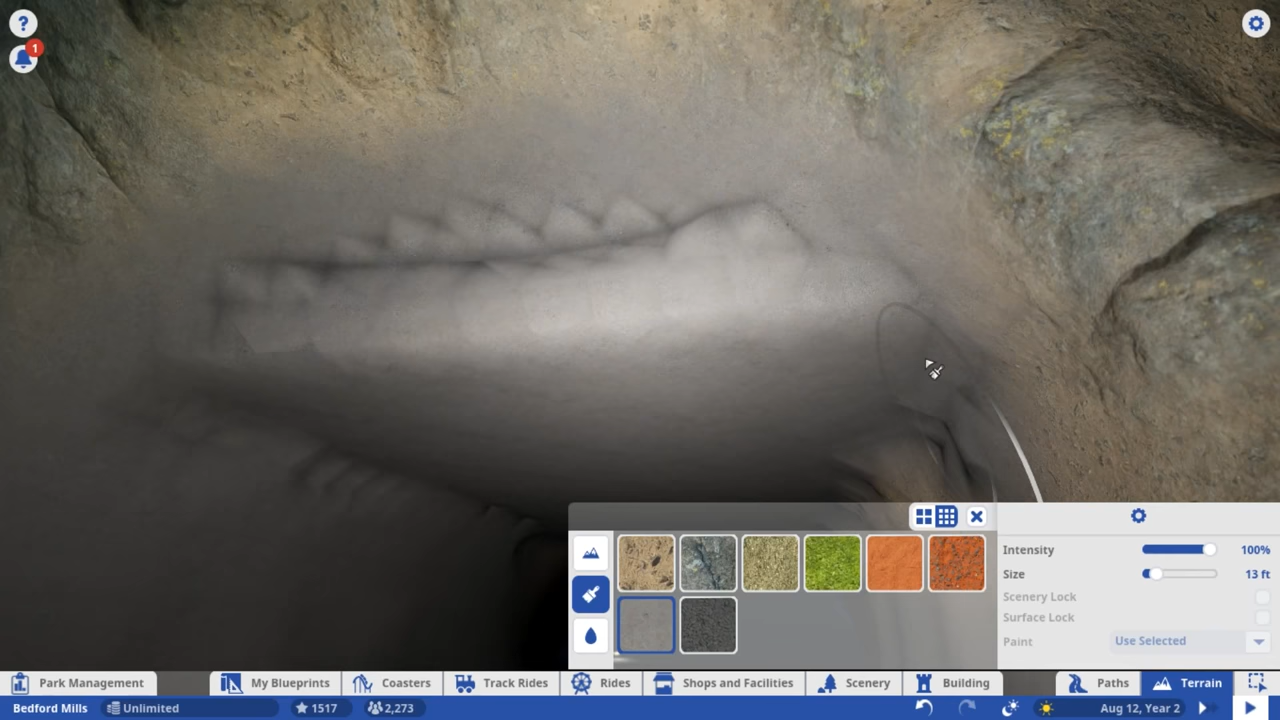 ?
1
Intensity 100%
Size 13 ft
Scenery Lock
Surface Lock
Paint Use Selected
Park Management My Blueprints Coasters Track Rides Rides Shops and Facilities Scenery Building Paths Terrain
Bedford Mills Unlimited 1517 2,273 Aug 12, Year 2